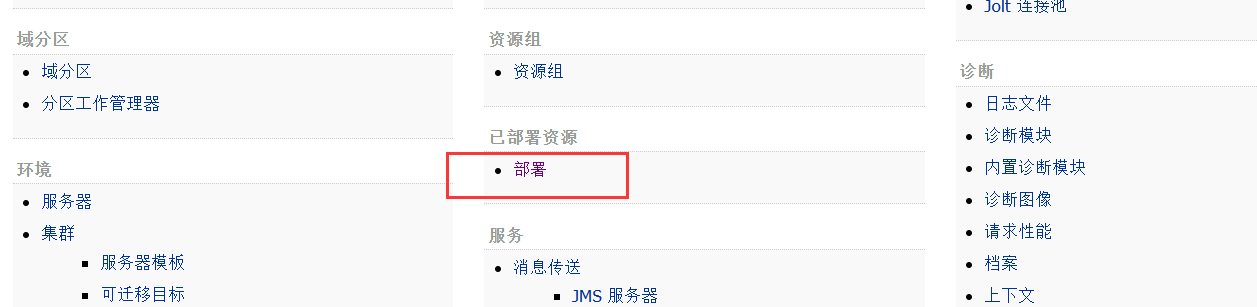 域分区
域分区
分区工作管理器
环境
服务器
集群
服务器模板
可迁移目标
资源组
资源组
已部署资源
部署
服务
消息传送
JMS 服务器
Jolt 连接池
诊断
日志文件
诊断模块
内置诊断模块
诊断图像
请求性能
档案
上下文